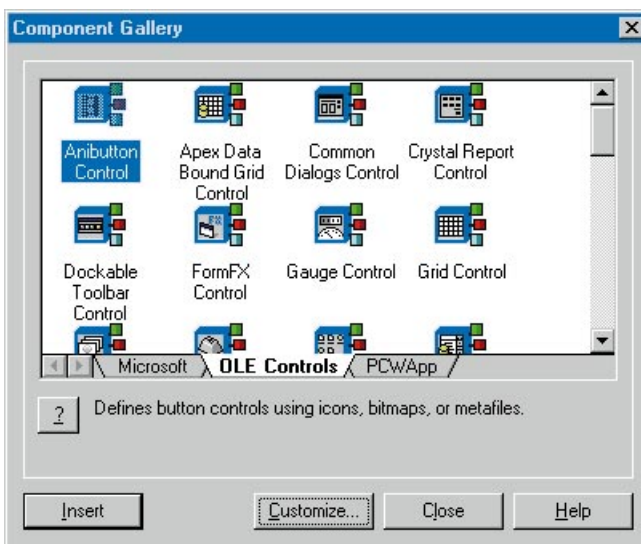 Component Gallery
Anibutton
Control
Apex Data
Bound Grid
Control
Common
Dialogs Control
Crystal Report
Control
Dockable
Toolbar
Control
FormFX
Control
Gauge Control
Grid Control
Microsoft
OLE Controls
PCWApp
?
Defines button controls using icons, bitmaps, or metafiles.
Insert
Customize...
Close
Help